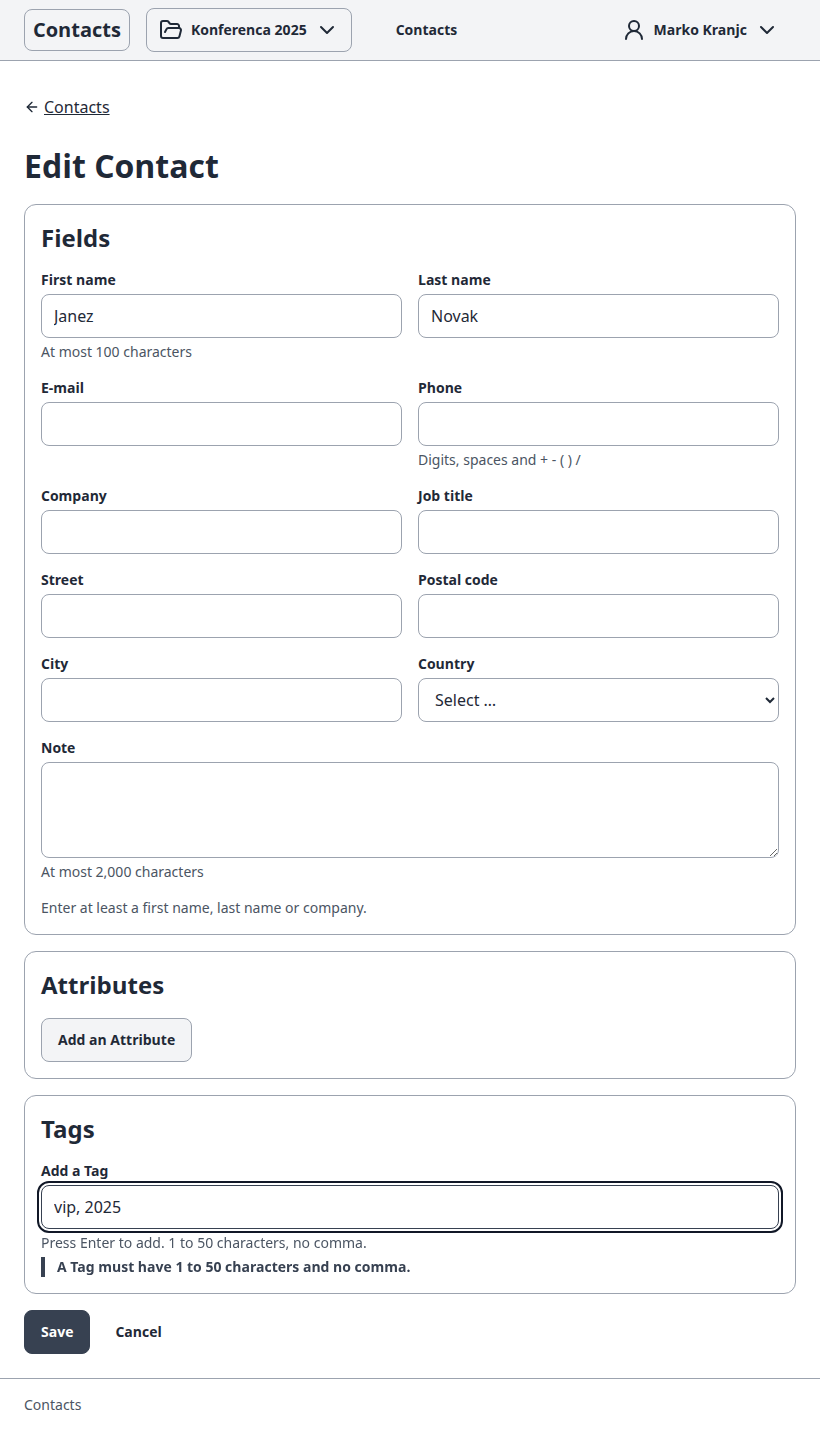 Contacts
Konferenca 2025
Contacts
Marko Kranjc
← Contacts
Edit Contact
Fields
First name
Last name
Janez
Novak
At most 100 characters
E-mail
Phone
Digits, spaces and + - ( ) /
Company
Job title
Street
Postal code
City
Country
Select ...
Note
At most 2,000 characters
Enter at least a first name, last name or company.
Attributes
Add an Attribute
Tags
Add a Tag
vip, 2025
Press Enter to add. 1 to 50 characters, no comma.
A Tag must have 1 to 50 characters and no comma.
Save
Cancel
Contacts